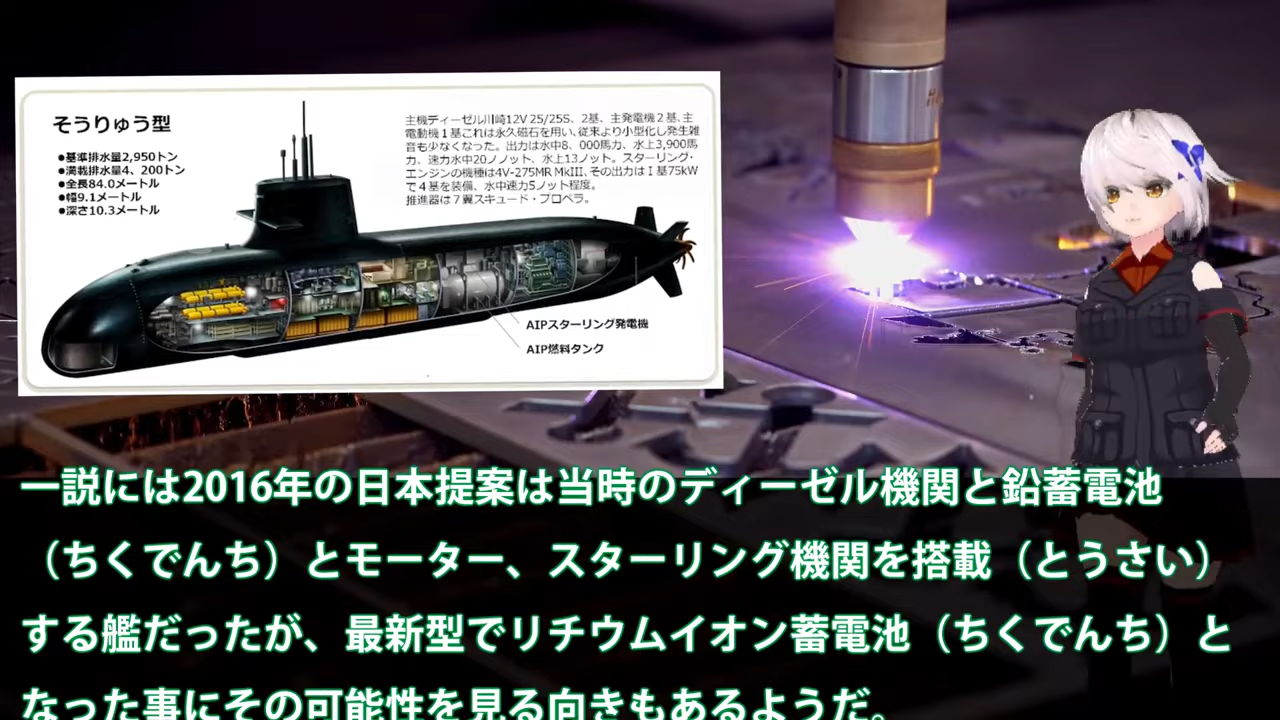 そうりゅう型
●基準排水量2,950トン
●満載排水量4、200トン
●全長84.0メートル
●幅9.1メートル
●深さ10.3メートル
主機ディーゼル川崎12V 25/25S、2基、主発電機2基、主
電動機1基これは永久磁石を用い、従来より小型化し発生雑
音も少なくなった。出力は水中8、000馬力、水上3,900馬
力、速力水中20ノノット、水上13ノット。スターリング・
エンジンの機種は4V-275MR MkIII、その出力はI基75kW
で4基を装備、水中速力5ノット程度。
推進器は7翼スキュード・プロペラ。
AIPスターリング発電機
AIP燃料タンク
一説には2016年の日本提案は当時のディーゼル機関と鉛蓄電池
（ちくでんち）とモーター、スターリング機関を搭載（とうさい）
する艦だったが、最新型でリチウムイオン蓄電池（ちくでんち）と
なった事にその可能性を見る向きもあるようだ。